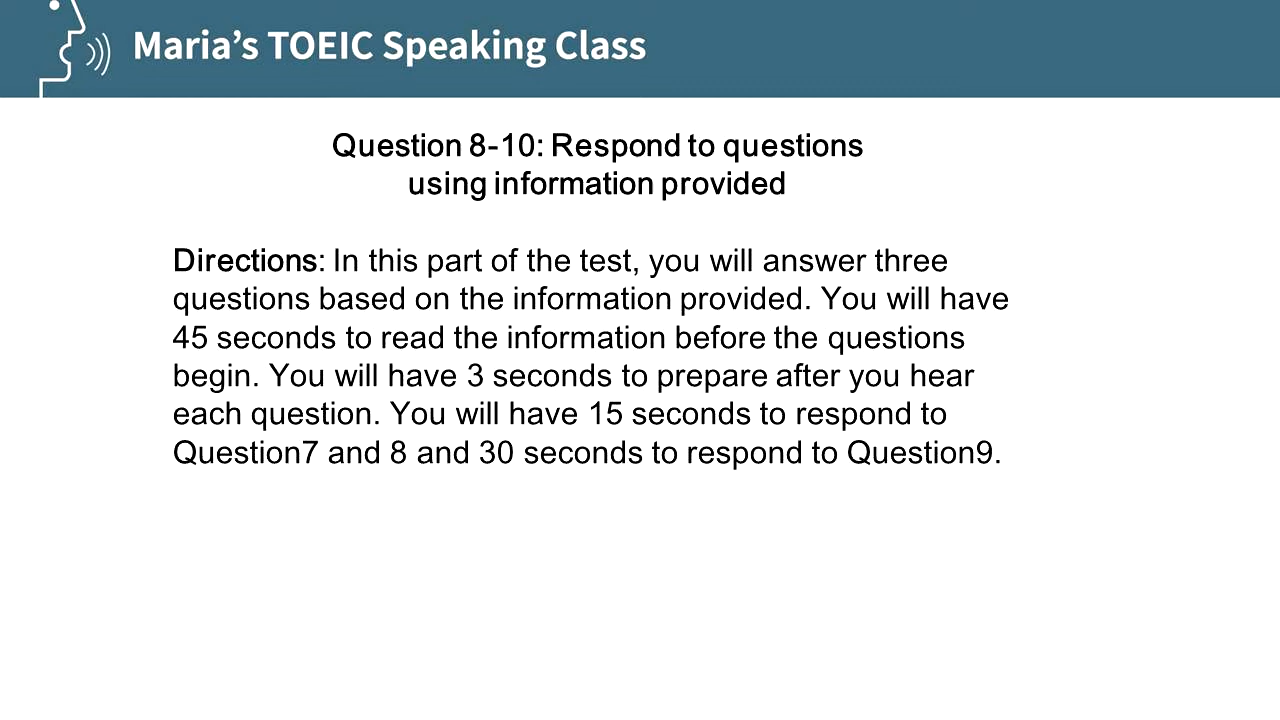 Maria's TOEIC Speaking Class
Question 8-10: Respond to questions
using information provided
Directions: In this part of the test, you will answer three
questions based on the information provided. You will have
45 seconds to read the information before the questions
begin. You will have 3 seconds to prepare after you hear
each question. You will have 15 seconds to respond to
Question7 and 8 and 30 seconds to respond to Question9.